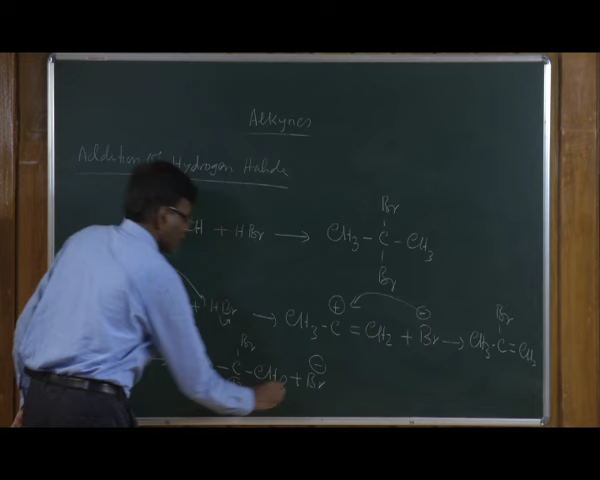 Alkynes
Addition of Hydrogen Halide
H + HBr → CH3 - C - CH3
Br
Br
+ HBr → CH3 - C = CH2 + Br → CH3 - C = CH2
⊕
⊖
Br
Br
- C - CH3 + Br
⊖